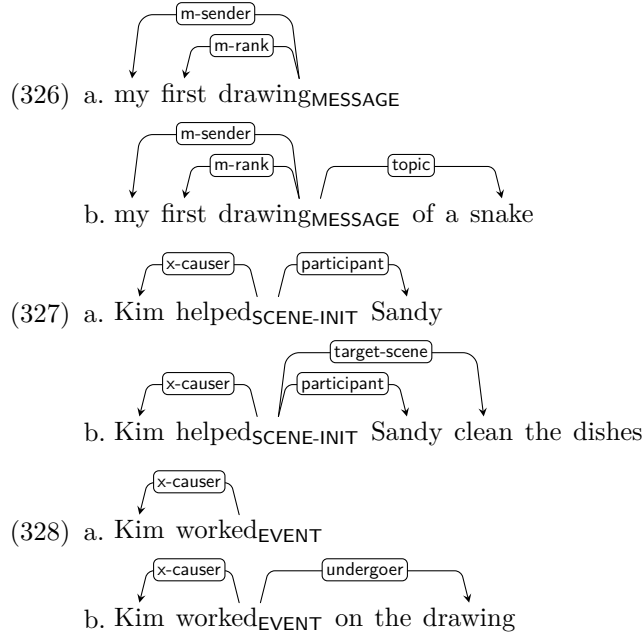 m-sender
m-rank
(326) a. my first drawingMESSAGE
m-sender
m-rank topic
b. my first drawingMESSAGE of a snake
x-causer participant
(327) a. Kim helpedSCENE-INIT Sandy
target-scene
x-causer participant
b. Kim helpedSCENE-INIT Sandy clean the dishes
x-causer
(328) a. Kim workedEVENT
x-causer undergoer
b. Kim workedEVENT on the drawing